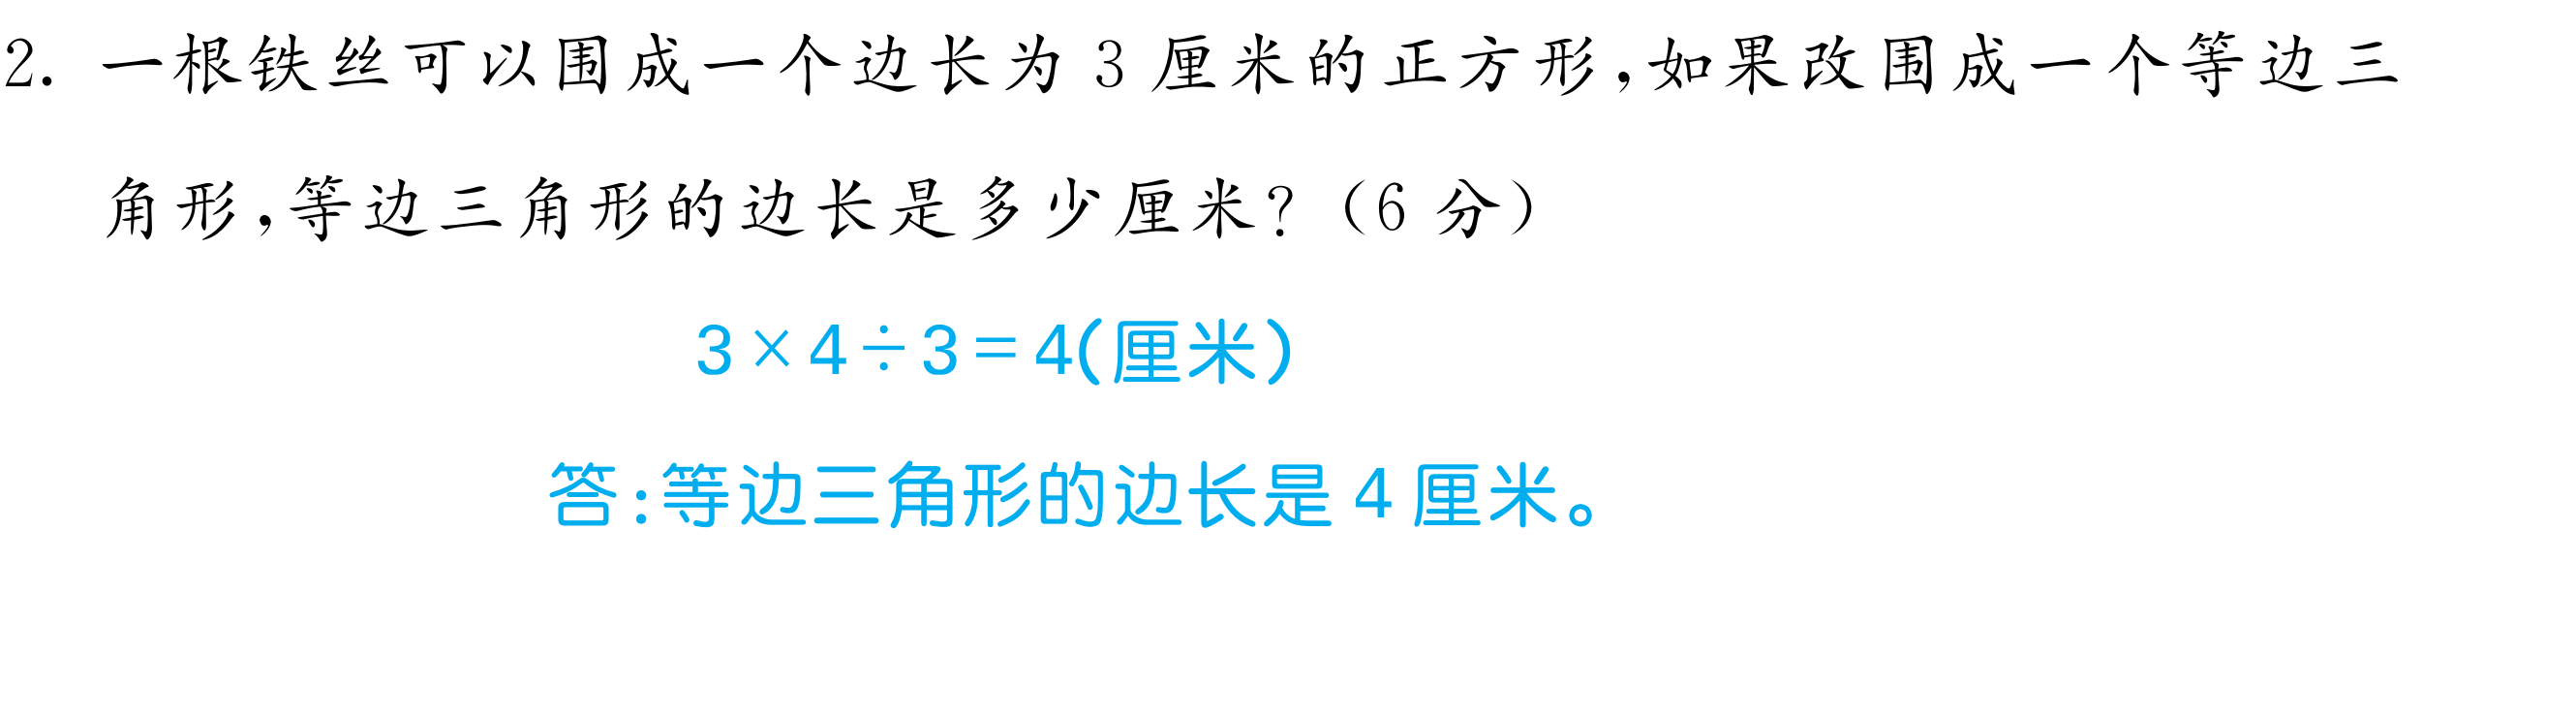 2. 一根铁丝可以围成一个边长为 3 厘米的正方形,如果改围成一个等边三
角形,等边三角形的边长是多少厘米?(6 分)
3×4÷3=4(厘米)
答:等边三角形的边长是 4 厘米。